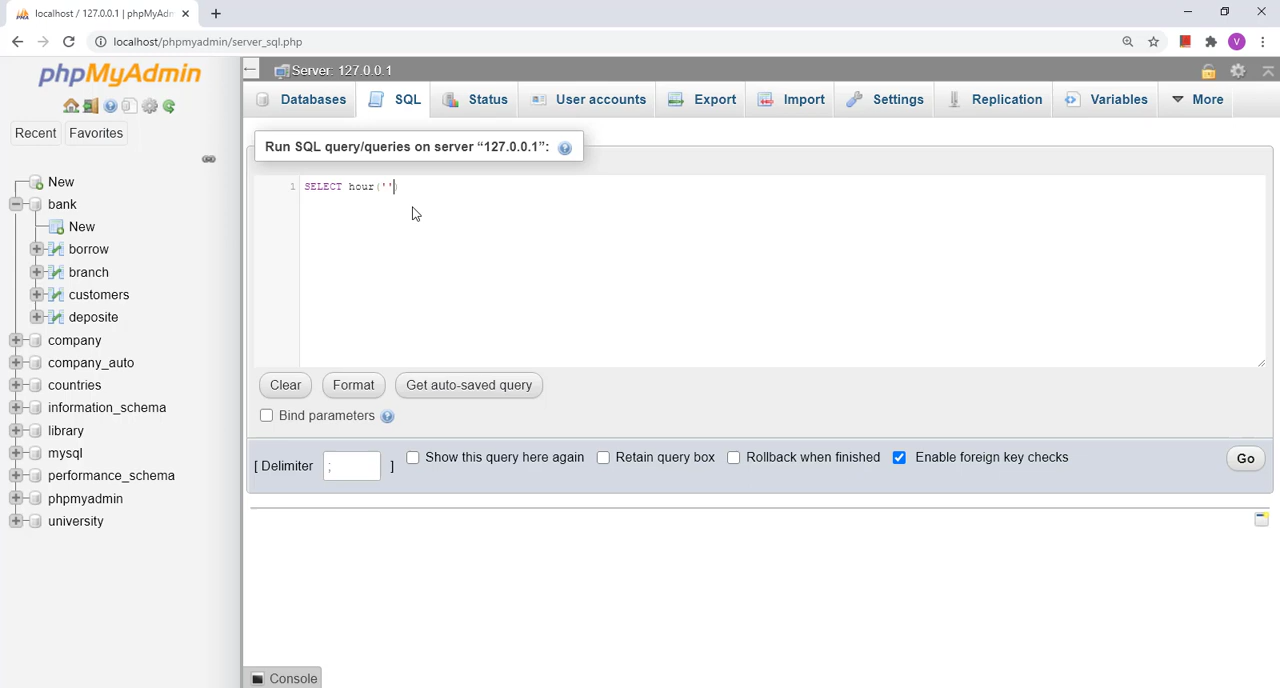 localhost / 127.0.0.1 | phpMyAdm
localhost/phpmyadmin/server_sql.php
V
phpMyAdmin
Recent
Favorites
New
bank
New
borrow
branch
customers
deposite
company
company_auto
countries
information_schema
library
mysql
performance_schema
phpmyadmin
university
Server: 127.0.0.1
Databases SQL Status User accounts Export Import Settings Replication Variables More
Run SQL query/queries on server “127.0.0.1”:
1 SELECT hour('')
Clear Format Get auto-saved query
Bind parameters
[ Delimiter ; ] Show this query here again Retain query box Rollback when finished Enable foreign key checks Go
Console